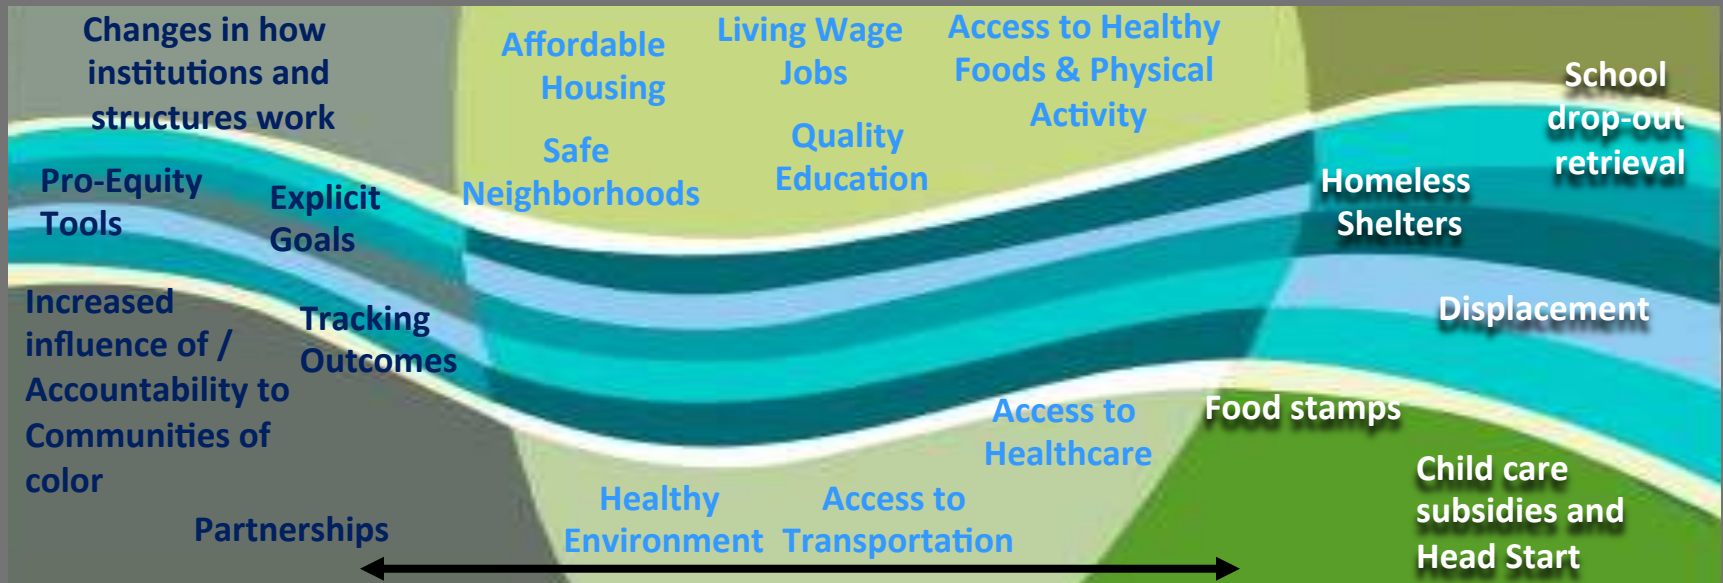 Changes in how
institutions and
structures work
Pro-Equity
Tools
Explicit
Goals
Increased
influence of /
Accountability to
Communities of
color
Tracking
Outcomes
Partnerships
Affordable
Housing
Living Wage
Jobs
Access to Healthy
Foods & Physical
Activity
Safe
Neighborhoods
Quality
Education
Access to
Healthcare
Healthy
Environment
Access to
Transportation
School
drop-out
retrieval
Homeless
Shelters
Displacement
Food stamps
Child care
subsidies and
Head Start